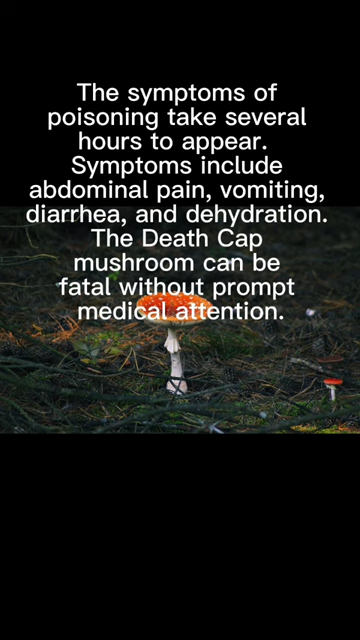 The symptoms of
poisoning take several
hours to appear.
Symptoms include
abdominal pain, vomiting,
diarrhea, and dehydration.
The Death Cap
mushroom can be
fatal without prompt
medical attention.